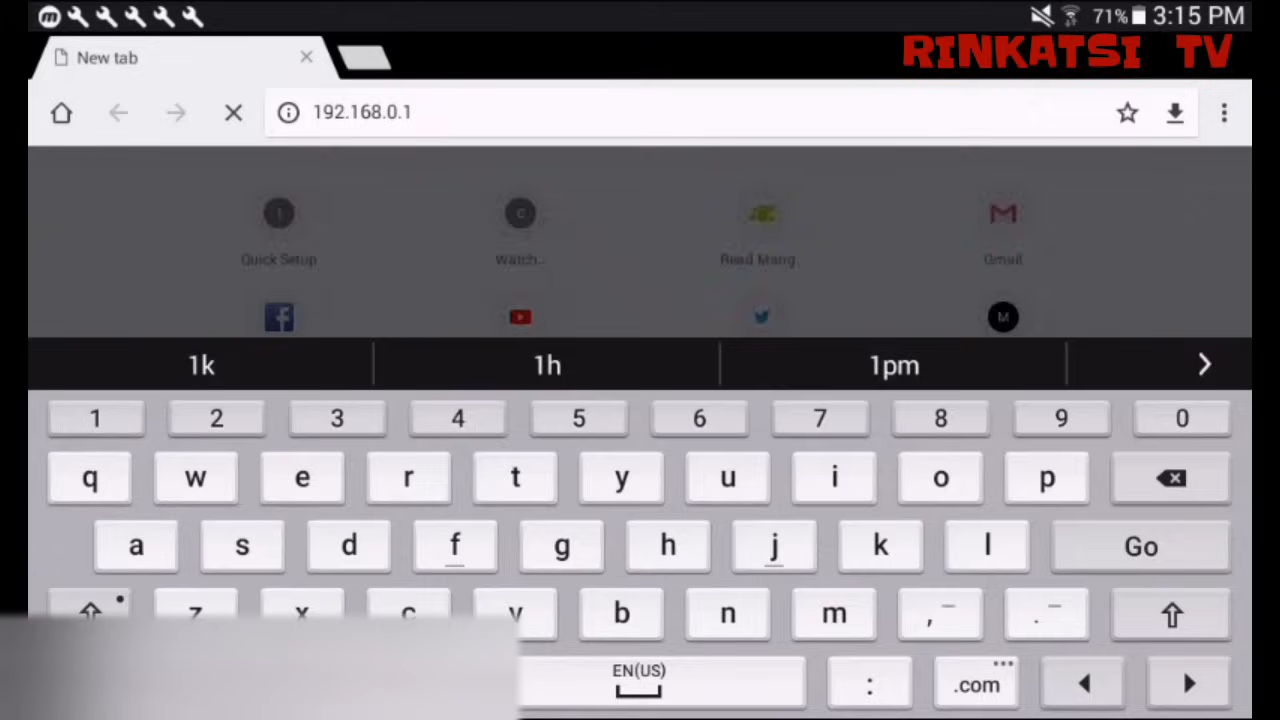 71% 3:15 PM
RINKATSI TV
New tab
192.168.0.1
Quick Setup
Watch..
Read Mang.
Gmail
M
1k 1h 1pm
1 2 3 4 5 6 7 8 9 0
q w e r t y u i o p
a s d f g h j k l Go
z x c v b n m , .
EN(US) : .com